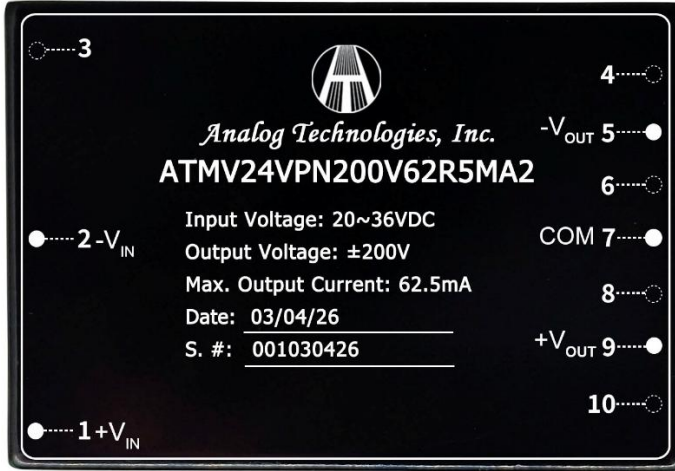 3
Analog Technologies, Inc.
ATMV24VPN200V62R5MA2
Input Voltage: 20~36VDC
Output Voltage: ±200V
Max. Output Current: 62.5mA
Date: 03/04/26
S. #: 001030426
2 -VIN
1 +VIN
4
-VOUT 5
6
COM 7
8
+VOUT 9
10